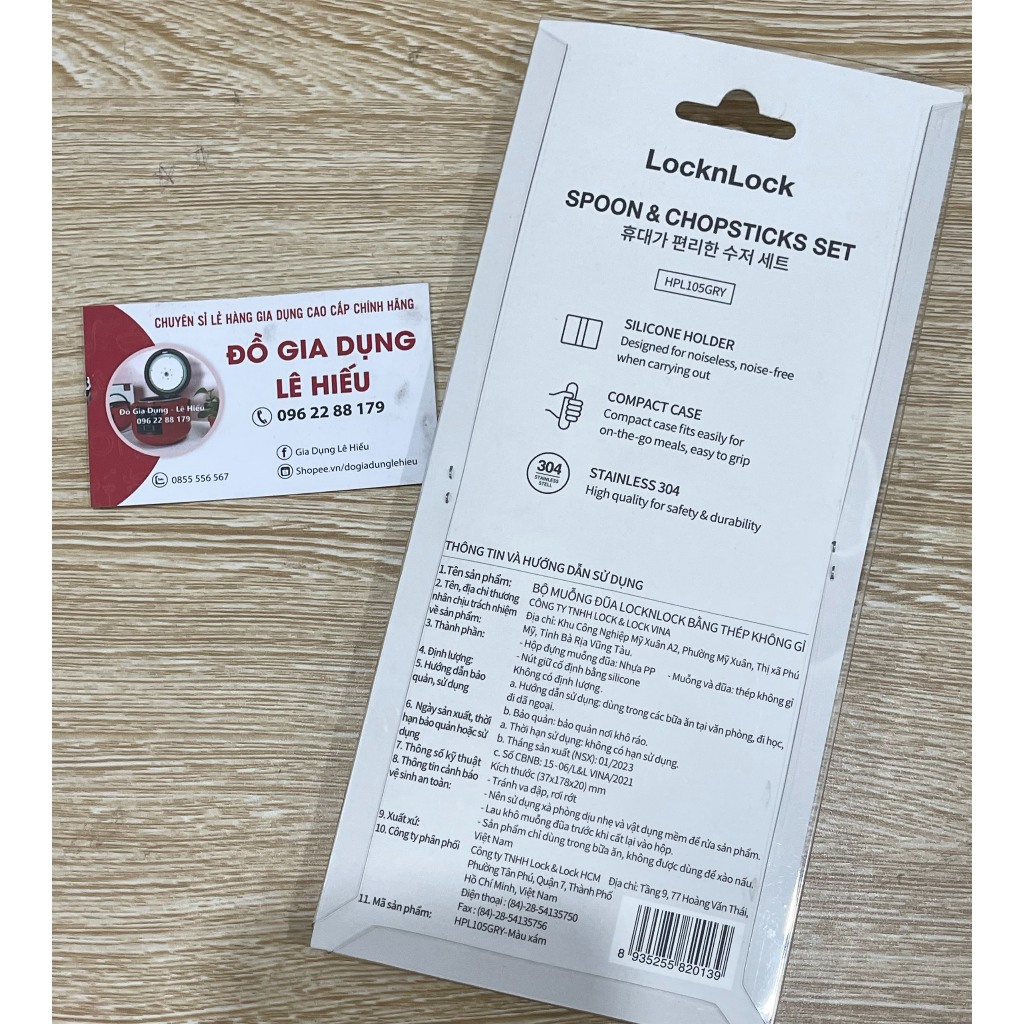 CHUYÊN SỈ LẺ HÀNG GIA DỤNG CAO CẤP CHÍNH HÃNG
ĐỒ GIA DỤNG
LÊ HIẾU
096 22 88 179
Đồ Gia Dụng - Lê Hiếu
096 22 88 179
Gia Dụng Lê Hiếu
0855 556 567
Shopee.vn/dogiadunglehieu
LocknLock
SPOON & CHOPSTICKS SET
휴대가 편리한 수저 세트
HPL105GRY
SILICONE HOLDER
Designed for noiseless, noise-free
when carrying out
COMPACT CASE
Compact case fits easily for
on-the-go meals, easy to grip
304
STAINLESS
STELL
STAINLESS 304
High quality for safety & durability
THÔNG TIN VÀ HƯỚNG DẪN SỬ DỤNG
1.Tên sản phẩm: BỘ MUỖNG ĐŨA LOCKNLOCK BẰNG THÉP KHÔNG GỈ
2. Tên, địa chỉ thương
nhân chịu trách nhiệm
về sản phẩm:
CÔNG TY TNHH LOCK & LOCK VINA
Địa chỉ: Khu Công Nghiệp Mỹ Xuân A2, Phường Mỹ Xuân, Thị xã Phú
Mỹ, Tỉnh Bà Rịa Vũng Tàu.
3. Thành phần:
- Hộp đựng muỗng đũa: Nhựa PP - Muỗng và đũa: thép không gỉ
- Nút giữ cố định bằng silicone
4. Định lượng: Không có định lượng.
5. Hướng dẫn bảo
quản, sử dụng
a. Hướng dẫn sử dụng: dùng trong các bữa ăn tại văn phòng, đi học,
đi dã ngoại.
b. Bảo quản: bảo quản nơi khô ráo.
6. Ngày sản xuất, thời
hạn bảo quản hoặc sử
dụng
a. Thời hạn sử dụng: không có hạn sử dụng.
b. Tháng sản xuất (NSX): 01/2023
c. Số CBNB: 15-06/L&L VINA/2021
7. Thông số kỹ thuật Kích thước (37x178x20) mm
8. Thông tin cảnh báo
vệ sinh an toàn:
- Tránh va đập, rơi rớt
- Nên sử dụng xà phòng dịu nhẹ và vật dụng mềm để rửa sản phẩm.
- Lau khô muỗng đũa trước khi cất lại vào hộp.
- Sản phẩm chỉ dùng trong bữa ăn, không được dùng để xào nấu.
9. Xuất xứ: Việt Nam
10. Công ty phân phối
Công ty TNHH Lock & Lock HCM Địa chỉ: Tầng 9, 77 Hoàng Văn Thái,
Phường Tân Phú, Quận 7, Thành Phố
Hồ Chí Minh, Việt Nam
Điện thoại : (84)-28-54135750
Fax : (84)-28-54135756
11. Mã sản phẩm: HPL105GRY-Màu xám
8 935255 820139